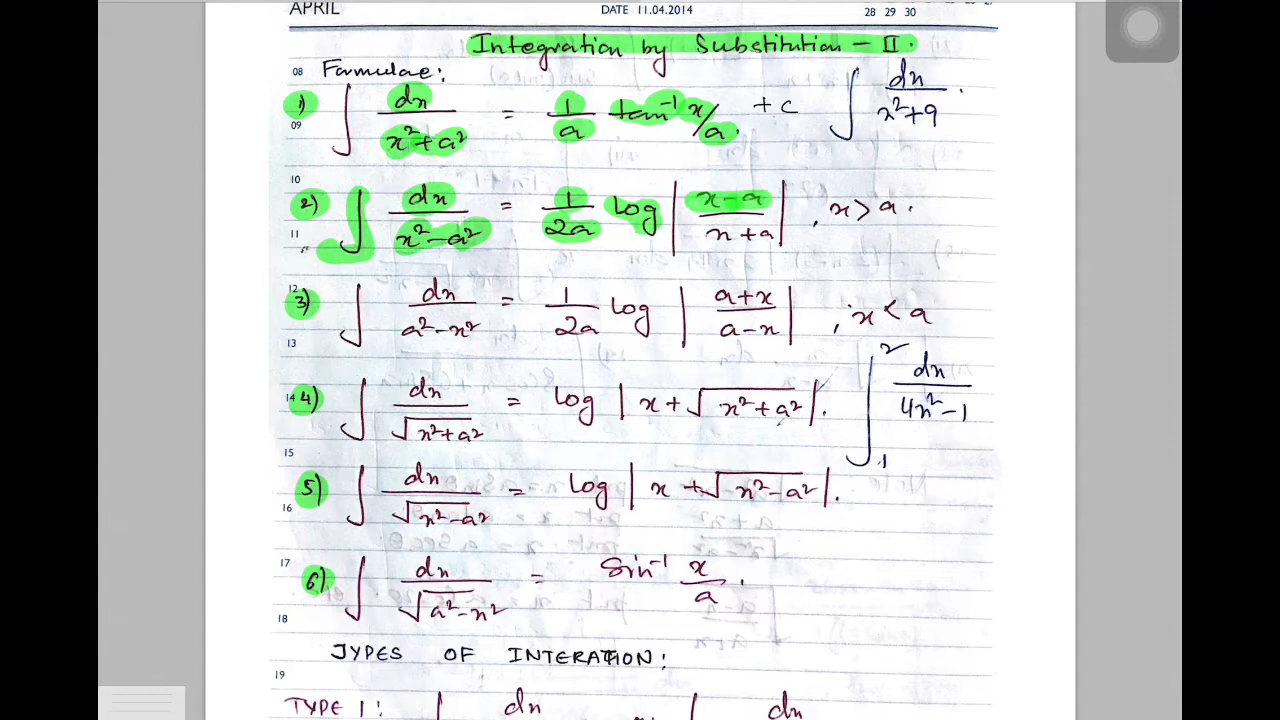 APRIL DATE 11.04.2014 28 29 30
Integration by Substitution – II.
08 Formulae:
1) ∫ dx / (x² + a²) = 1/a tan⁻¹ x/a. + c ∫ dx / (x² + 9).
09
10
2) ∫ dx / (x² – a²) = 1/2a log | (x – a) / (x + a) | , x > a.
11
12
3) ∫ dx / (a² – x²) = 1/2a log | (a + x) / (a – x) | , x < a
13
14 4) ∫ dx / √(x² + a²) = log | x + √(x² + a²) |. ∫₁² dx / (4x² – 1)
15
5) ∫ dx / √(x² – a²) = log | x + √(x² – a²) |.
16
17
6) ∫ dx / √(a² – x²) = Sin⁻¹ x/a.
18
TYPES OF INTERATION:
19
TYPE 1: ∫ dx ∫ dx